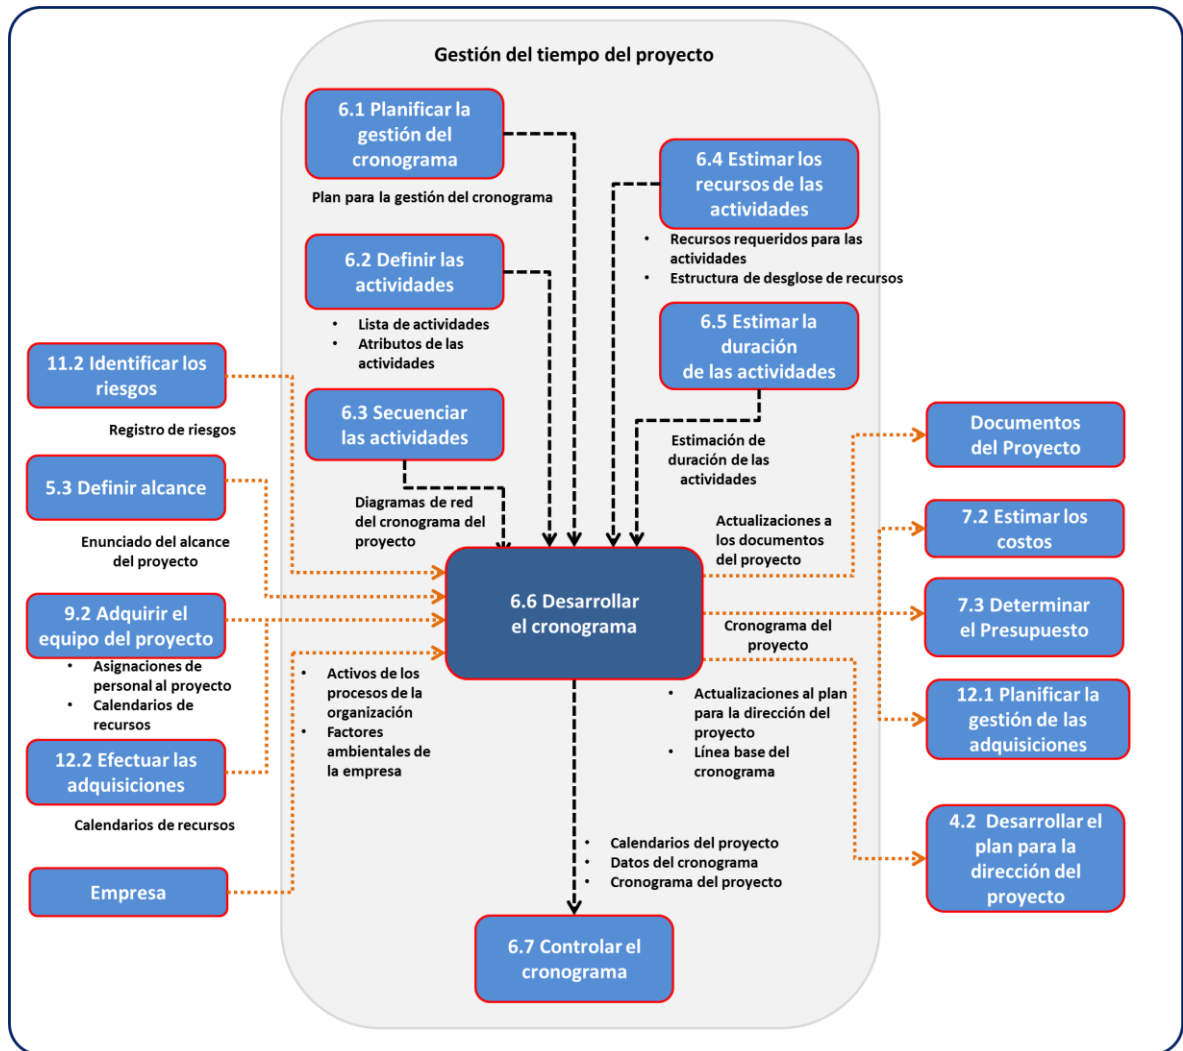 Gestión del tiempo del proyecto
6.1 Planificar la
gestión del
cronograma
Plan para la gestión del cronograma
6.2 Definir las
actividades
• Lista de actividades
• Atributos de las
actividades
6.3 Secuenciar
las actividades
Diagramas de red
del cronograma del
proyecto
6.4 Estimar los
recursos de las
actividades
• Recursos requeridos para las
actividades
• Estructura de desglose de recursos
6.5 Estimar la
duración
de las actividades
Estimación de
duración de las
actividades
11.2 Identificar los
riesgos
Registro de riesgos
5.3 Definir alcance
Enunciado del alcance
del proyecto
9.2 Adquirir el
equipo del proyecto
• Asignaciones de
personal al proyecto
• Calendarios de
recursos
12.2 Efectuar las
adquisiciones
Calendarios de recursos
Empresa
• Activos de los
procesos de la
organización
• Factores
ambientales de
la empresa
6.6 Desarrollar
el cronograma
Actualizaciones a
los documentos
del proyecto
Cronograma del
proyecto
• Actualizaciones al plan
para la dirección del
proyecto
• Línea base del
cronograma
• Calendarios del proyecto
• Datos del cronograma
• Cronograma del proyecto
6.7 Controlar el
cronograma
Documentos
del Proyecto
7.2 Estimar los
costos
7.3 Determinar
el Presupuesto
12.1 Planificar la
gestión de las
adquisiciones
4.2 Desarrollar el
plan para la
dirección del
proyecto